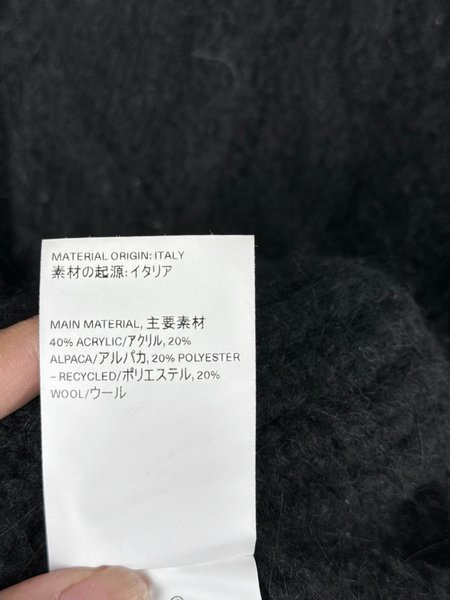 MATERIAL ORIGIN: ITALY
素材の起源: イタリア
MAIN MATERIAL, 主要素材
40% ACRYLIC/アクリル, 20%
ALPACA/アルパカ, 20% POLYESTER
– RECYCLED/ポリエステル, 20%
WOOL/ウール